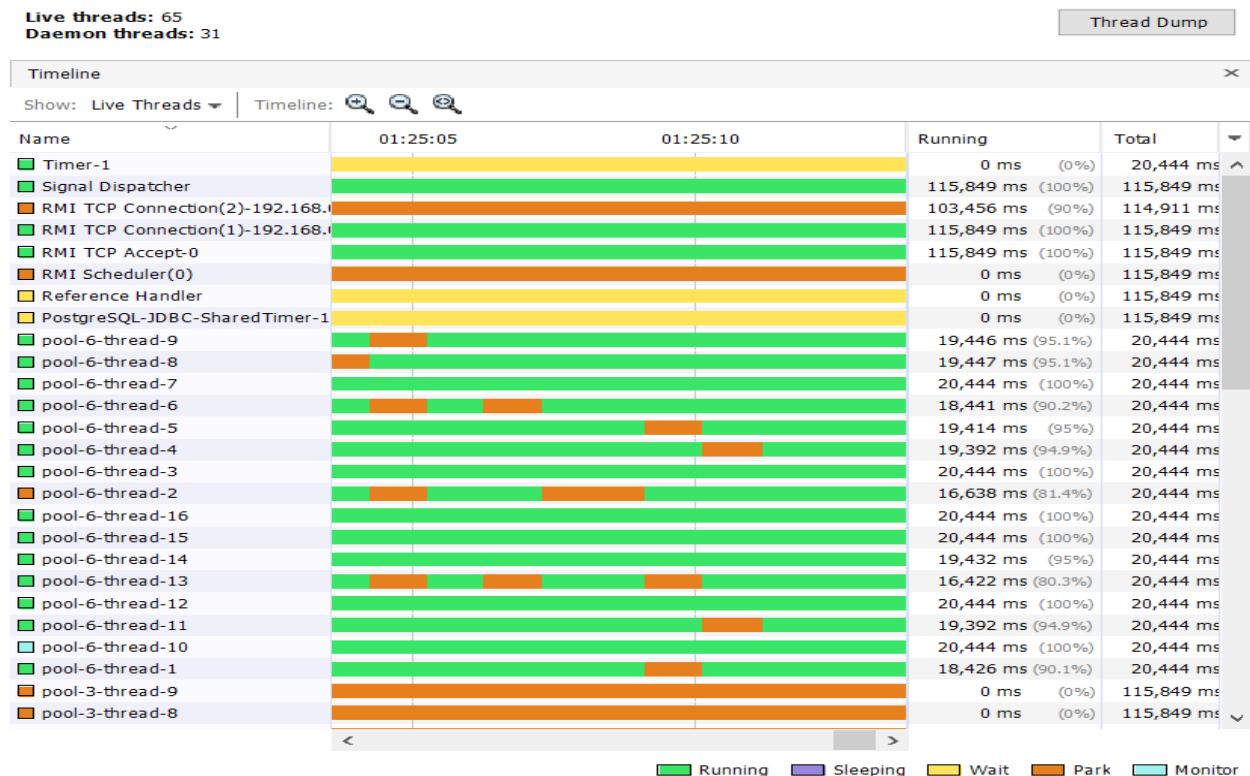 Live threads: 65
Daemon threads: 31
Thread Dump
Timeline
Show: Live Threads Timeline:
Name 01:25:05 01:25:10 Running Total
Timer-1 0 ms (0%) 20,444 ms
Signal Dispatcher 115,849 ms (100%) 115,849 ms
RMI TCP Connection(2)-192.168. 103,456 ms (90%) 114,911 ms
RMI TCP Connection(1)-192.168. 115,849 ms (100%) 115,849 ms
RMI TCP Accept-0 115,849 ms (100%) 115,849 ms
RMI Scheduler(0) 0 ms (0%) 115,849 ms
Reference Handler 0 ms (0%) 115,849 ms
PostgreSQL-JDBC-SharedTimer-1 0 ms (0%) 115,849 ms
pool-6-thread-9 19,446 ms (95.1%) 20,444 ms
pool-6-thread-8 19,447 ms (95.1%) 20,444 ms
pool-6-thread-7 20,444 ms (100%) 20,444 ms
pool-6-thread-6 18,441 ms (90.2%) 20,444 ms
pool-6-thread-5 19,414 ms (95%) 20,444 ms
pool-6-thread-4 19,392 ms (94.9%) 20,444 ms
pool-6-thread-3 20,444 ms (100%) 20,444 ms
pool-6-thread-2 16,638 ms (81.4%) 20,444 ms
pool-6-thread-16 20,444 ms (100%) 20,444 ms
pool-6-thread-15 20,444 ms (100%) 20,444 ms
pool-6-thread-14 19,432 ms (95%) 20,444 ms
pool-6-thread-13 16,422 ms (80.3%) 20,444 ms
pool-6-thread-12 20,444 ms (100%) 20,444 ms
pool-6-thread-11 19,392 ms (94.9%) 20,444 ms
pool-6-thread-10 20,444 ms (100%) 20,444 ms
pool-6-thread-1 18,426 ms (90.1%) 20,444 ms
pool-3-thread-9 0 ms (0%) 115,849 ms
pool-3-thread-8 0 ms (0%) 115,849 ms
Running Sleeping Wait Park Monitor